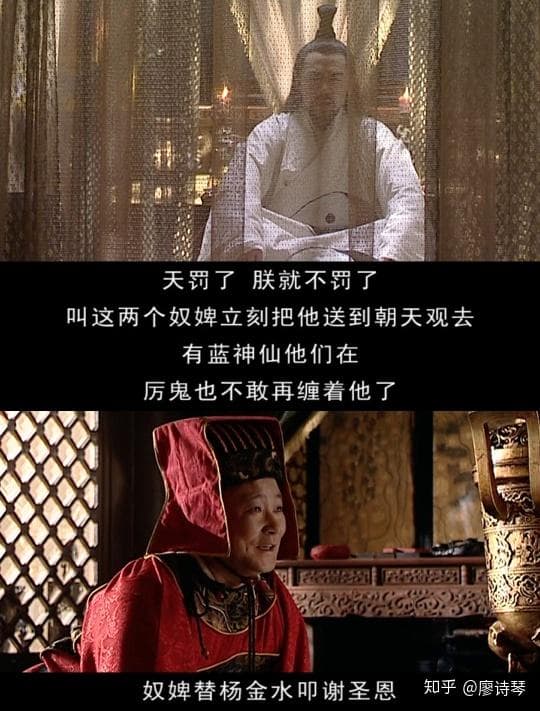 天罚了 朕就不罚了
叫这两个奴婢立刻把他送到朝天观去
有蓝神仙他们在
厉鬼也不敢再缠着他了
奴婢替杨金水叩谢圣恩
知乎 @廖诗琴